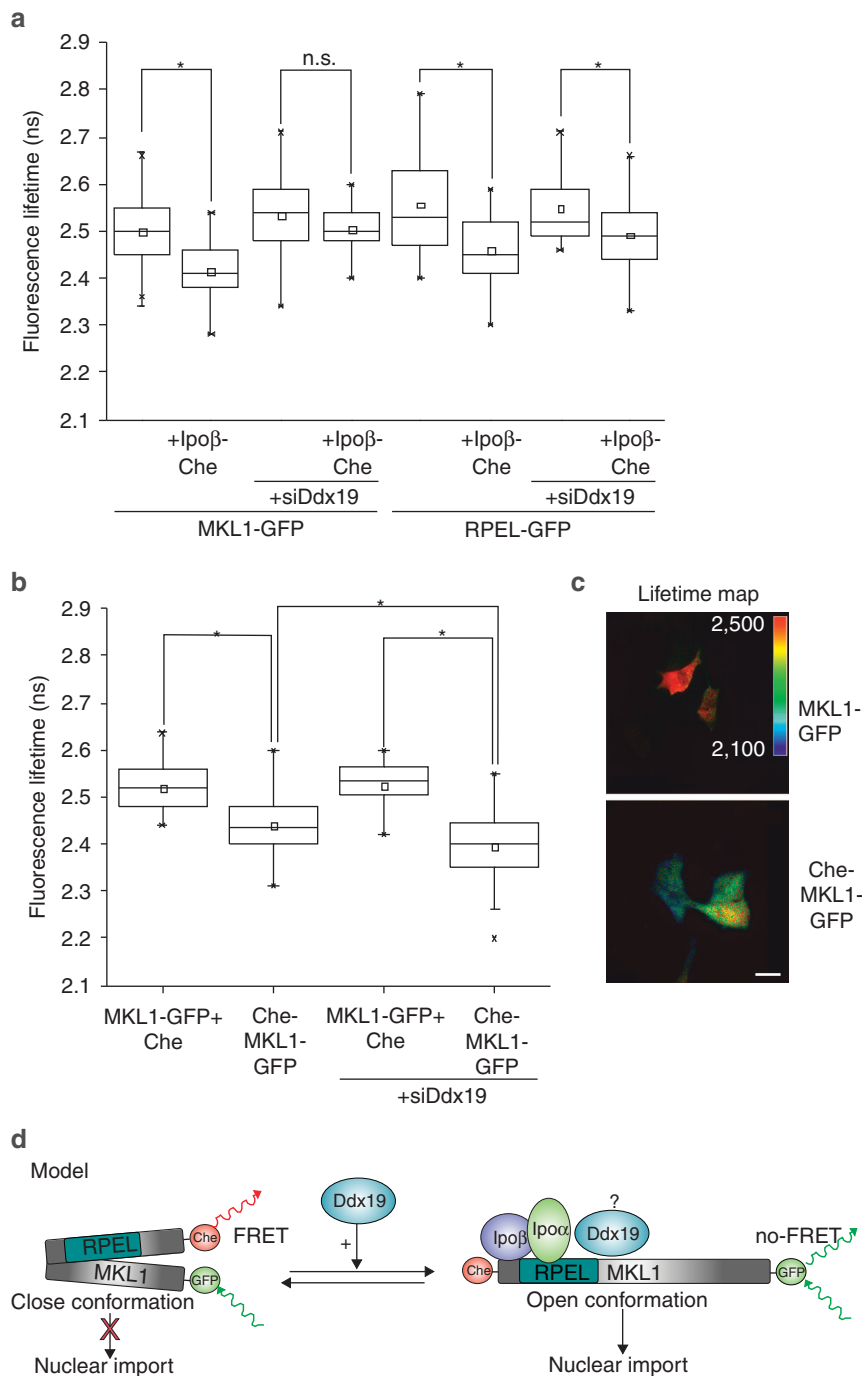 a
2.9
2.8
2.7
2.6
2.5
2.4
2.3
2.2
2.1
Fluorescence lifetime (ns)
*
n.s.
*
*
+Ipoβ-
Che
+Ipoβ-
Che
+Ipoβ-
Che
+Ipoβ-
Che
+siDdx19
+siDdx19
MKL1-GFP
RPEL-GFP
b
2.9
2.8
2.7
2.6
2.5
2.4
2.3
2.2
2.1
Fluorescence lifetime (ns)
*
*
*
MKL1-GFP+
Che
Che-
MKL1-
GFP
MKL1-GFP+
Che
Che-
MKL1-
GFP
+siDdx19
c
Lifetime map
2,500
2,100
MKL1-
GFP
Che-
MKL1-
GFP
d
Model
RPEL
MKL1
Che
GFP
FRET
Close conformation
X
Nuclear import
Ddx19
+
Che
Ipoβ
Ipoα
?
Ddx19
RPEL
MKL1
GFP
no-FRET
Open conformation
Nuclear import